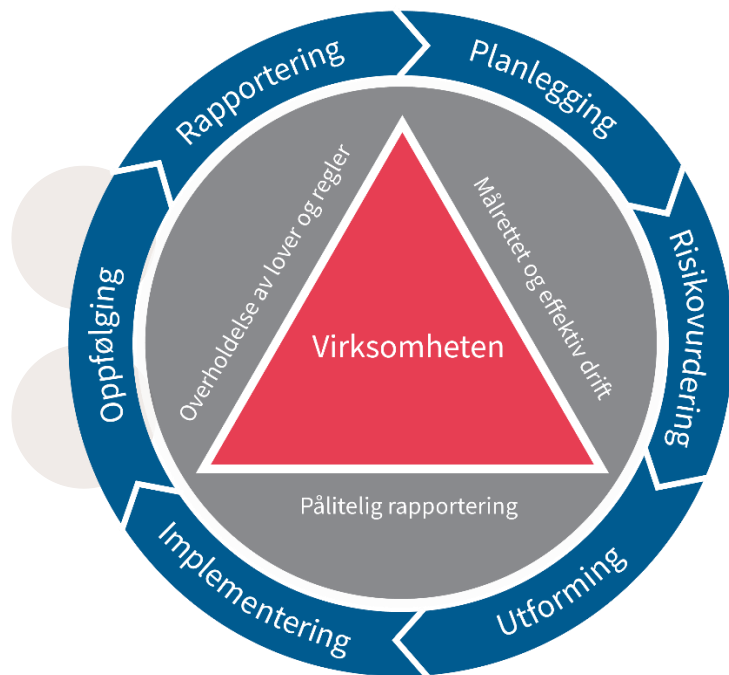 Planlegging
Risikovurdering
Utforming
Implementering
Oppfølging
Rapportering
Overholdelse av lover og regler
Målrettet og effektiv drift
Virksomheten
Pålitelig rapportering